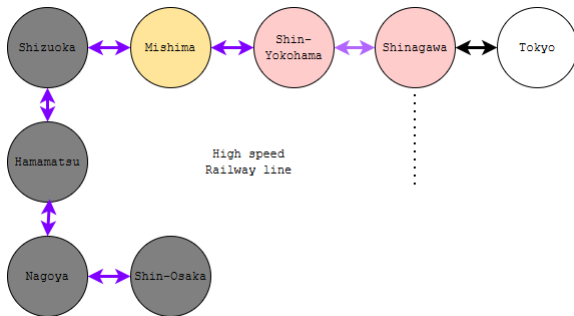 Shizuoka
Mishima
Shin-
Yokohama
Shinagawa
Tokyo
Hamamatsu
High speed
Railway line
Nagoya
Shin-Osaka